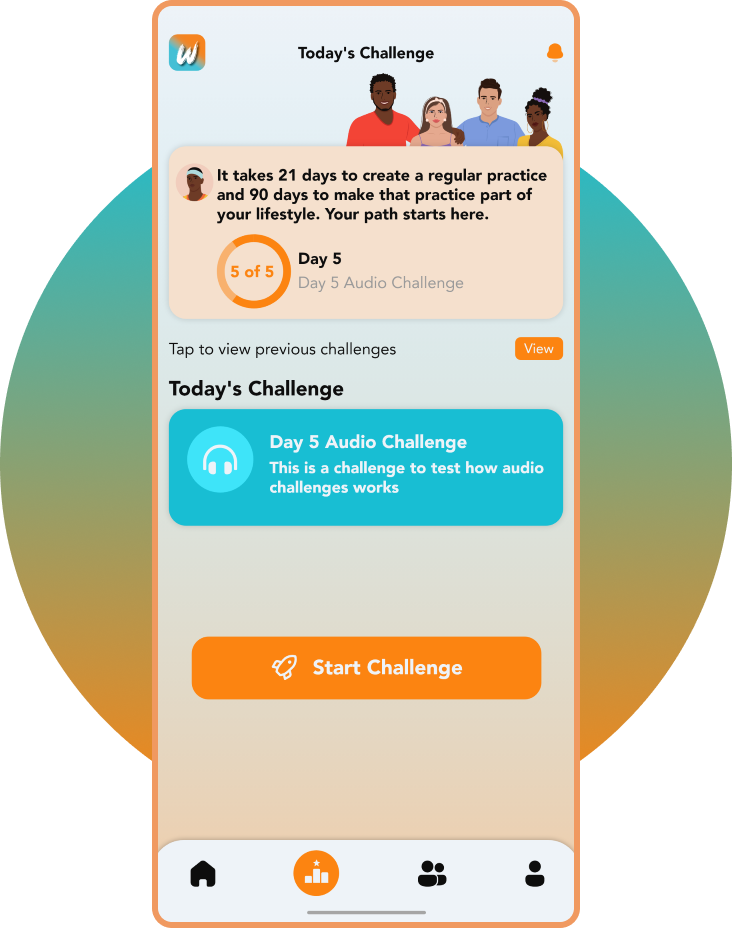 W
Today's Challenge
It takes 21 days to create a regular practice
and 90 days to make that practice part of
your lifestyle. Your path starts here.
5 of 5
Day 5
Day 5 Audio Challenge
Tap to view previous challenges
View
Today's Challenge
Day 5 Audio Challenge
This is a challenge to test how audio
challenges works
Start Challenge